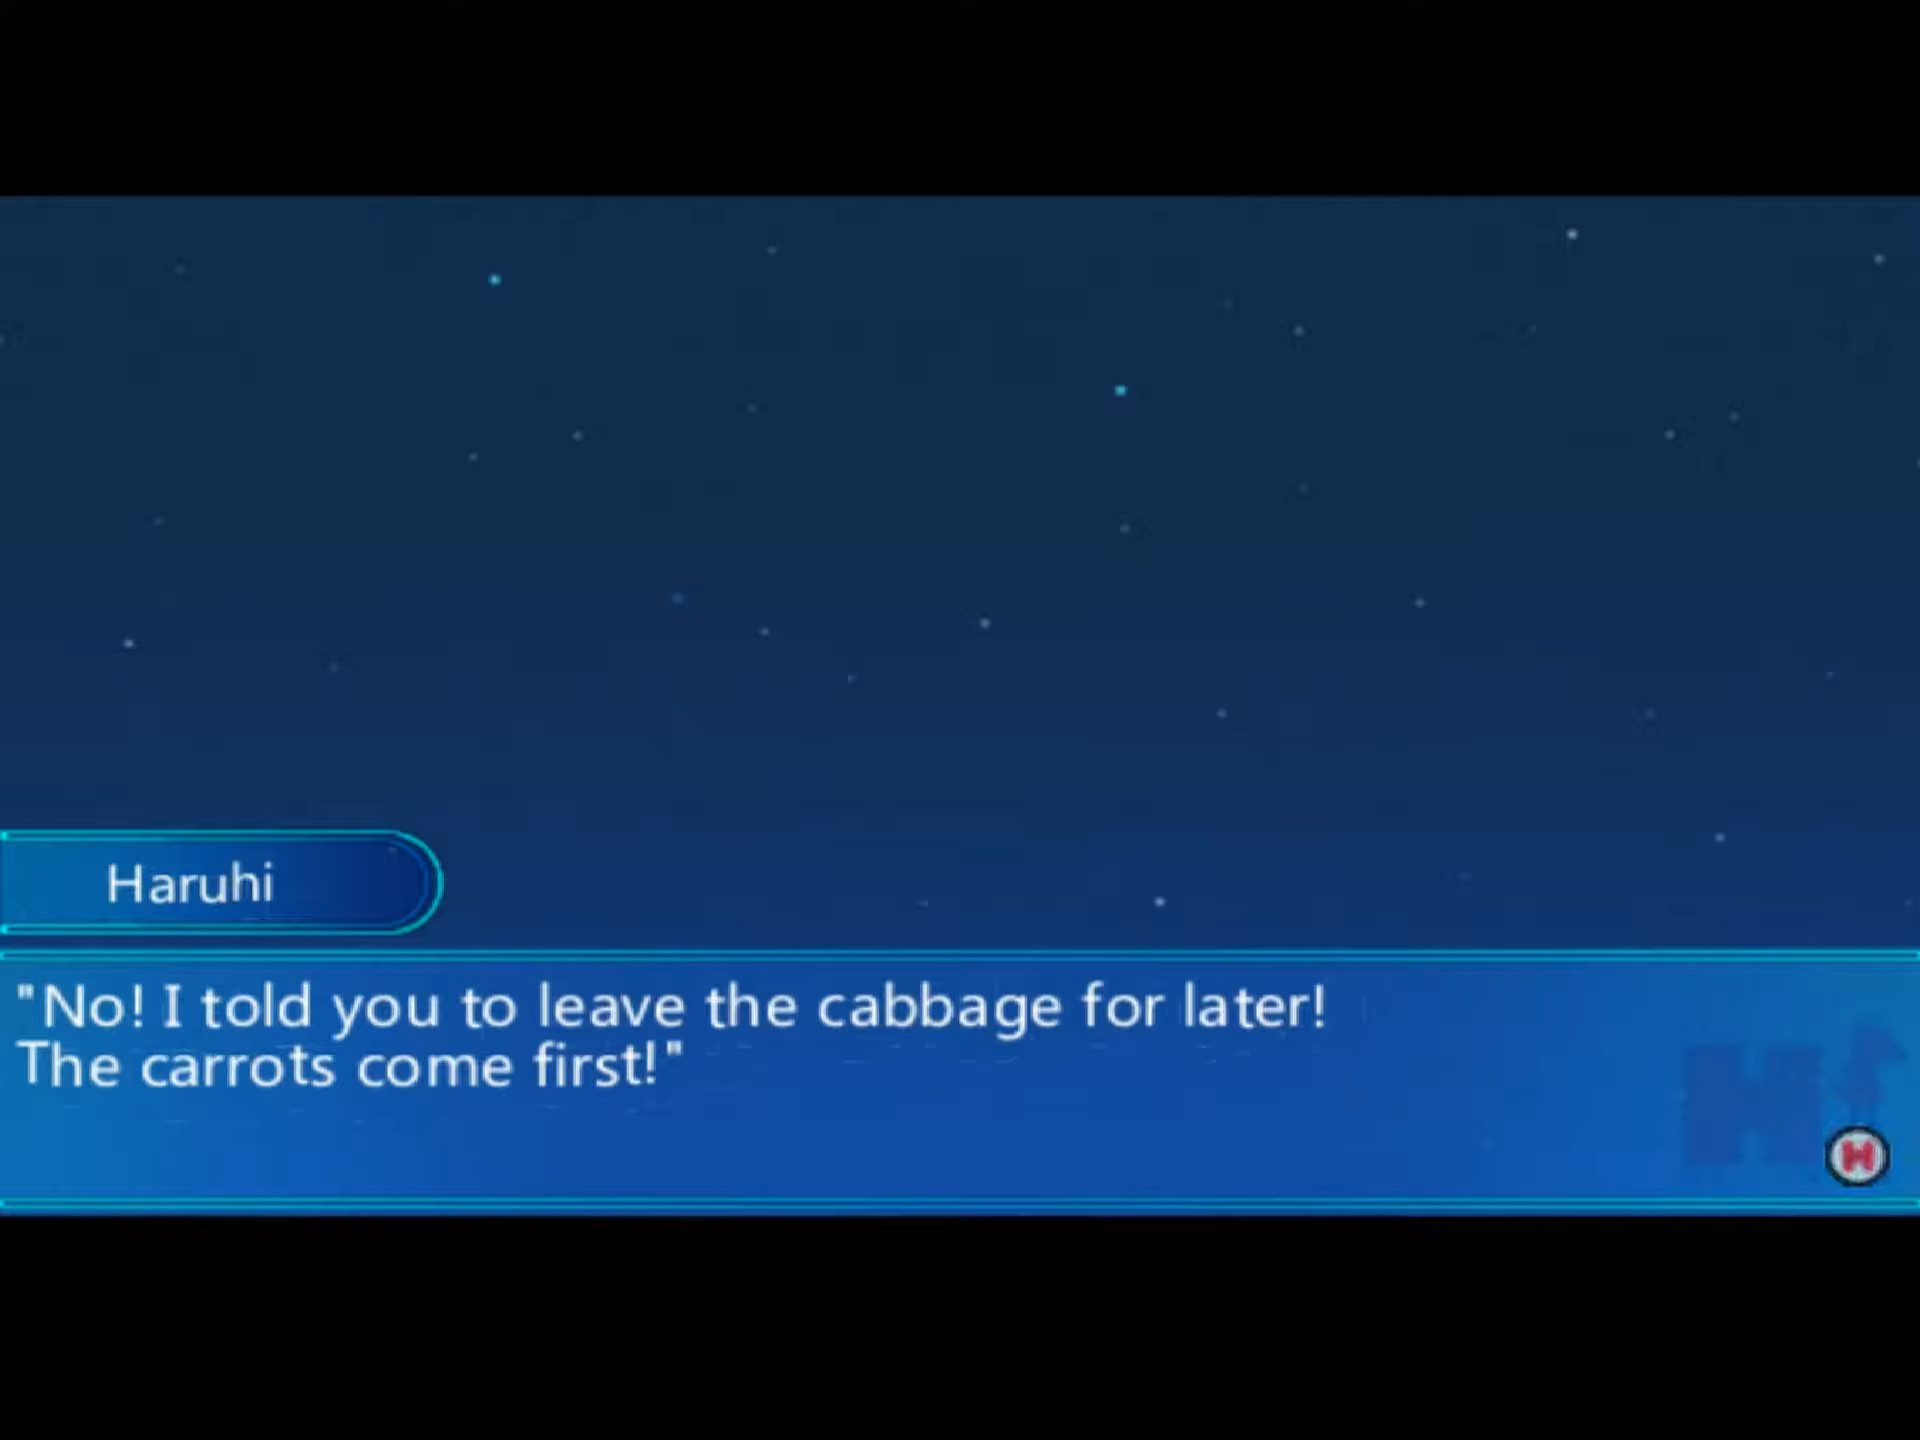 Haruhi
"No! I told you to leave the cabbage for later!
The carrots come first!"
H
H